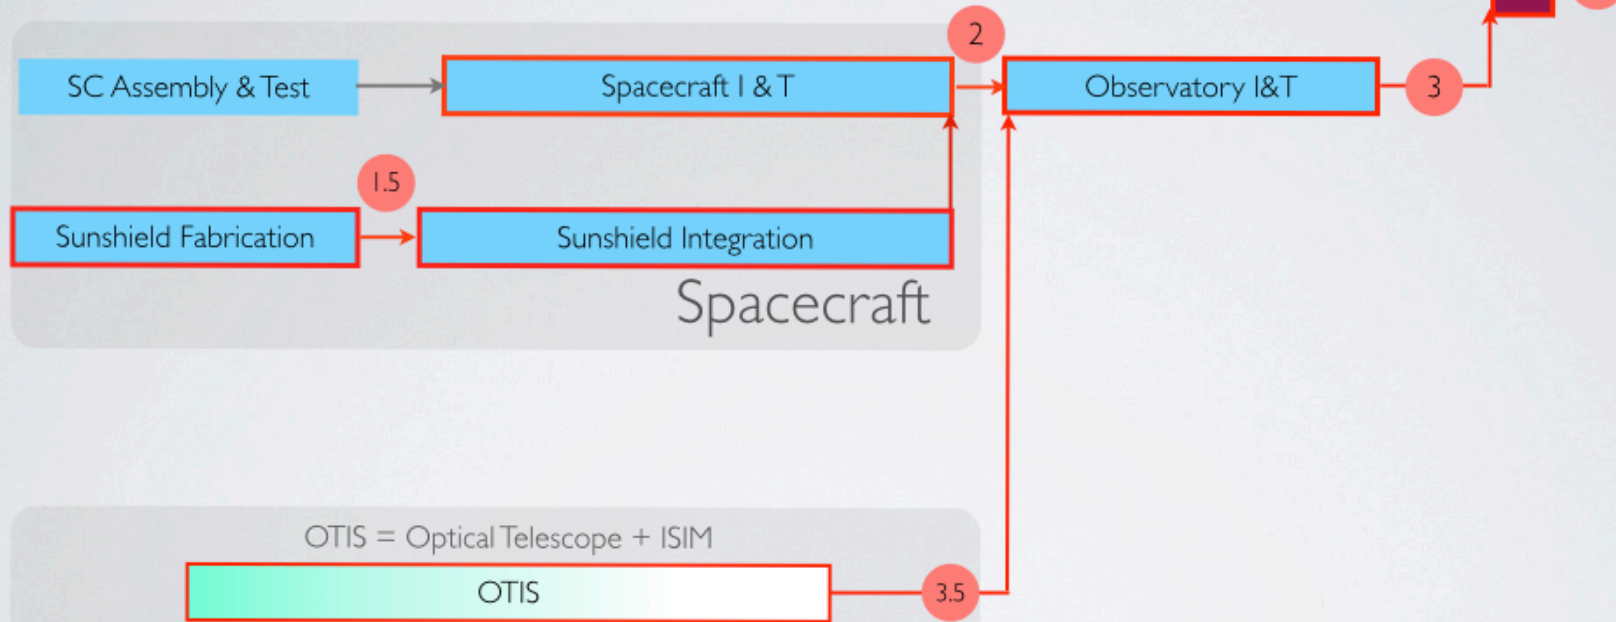 2
SC Assembly & Test
Spacecraft I & T
Observatory I&T
3
1.5
Sunshield Fabrication
Sunshield Integration
Spacecraft
OTIS = Optical Telescope + ISIM
OTIS
3.5